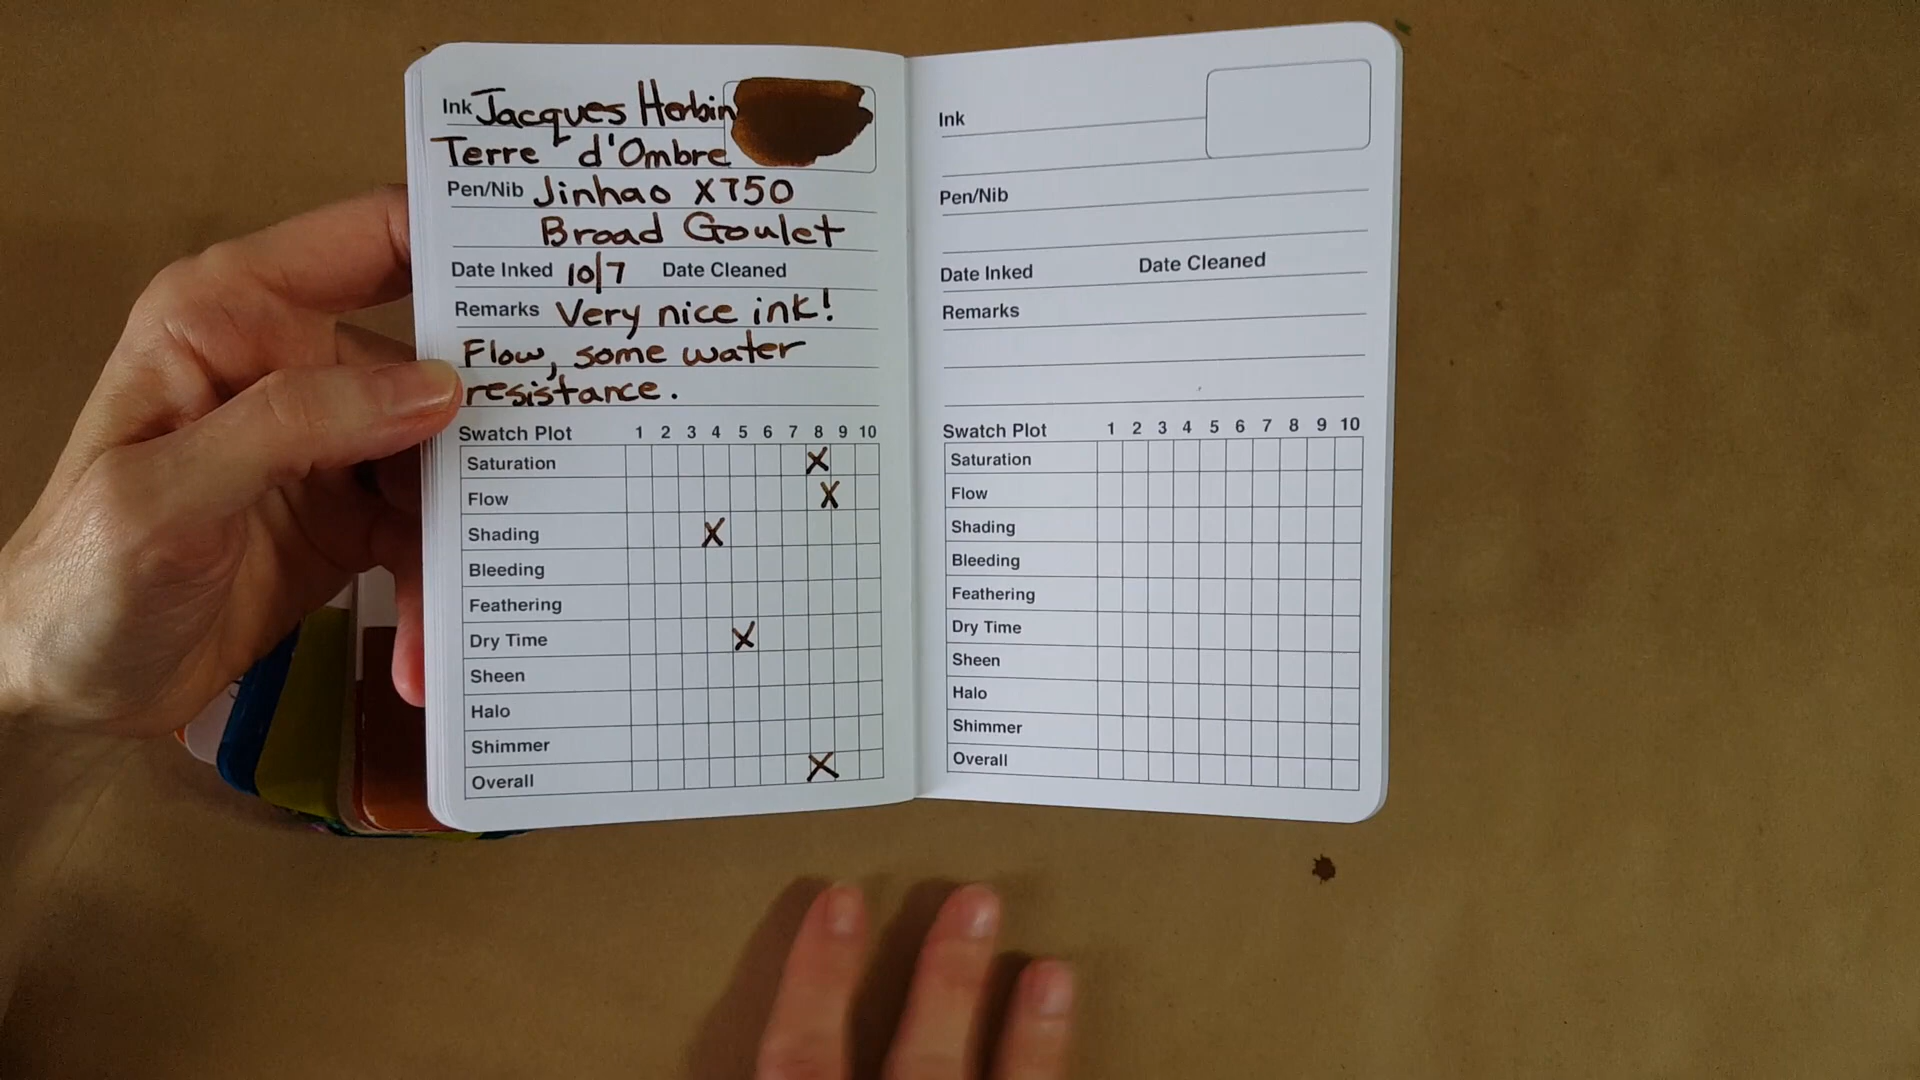 Ink Jacques Herbin
Terre d'Ombre
Pen/Nib Jinhao X750
Broad Goulet
Date Inked 10/7 Date Cleaned
Remarks Very nice ink!
Flow, some water
resistance.
Swatch Plot 1 2 3 4 5 6 7 8 9 10
Saturation X
Flow X
Shading X
Bleeding
Feathering
Dry Time X
Sheen
Halo
Shimmer
Overall X
Ink
Pen/Nib
Date Inked Date Cleaned
Remarks
Swatch Plot 1 2 3 4 5 6 7 8 9 10
Saturation
Flow
Shading
Bleeding
Feathering
Dry Time
Sheen
Halo
Shimmer
Overall